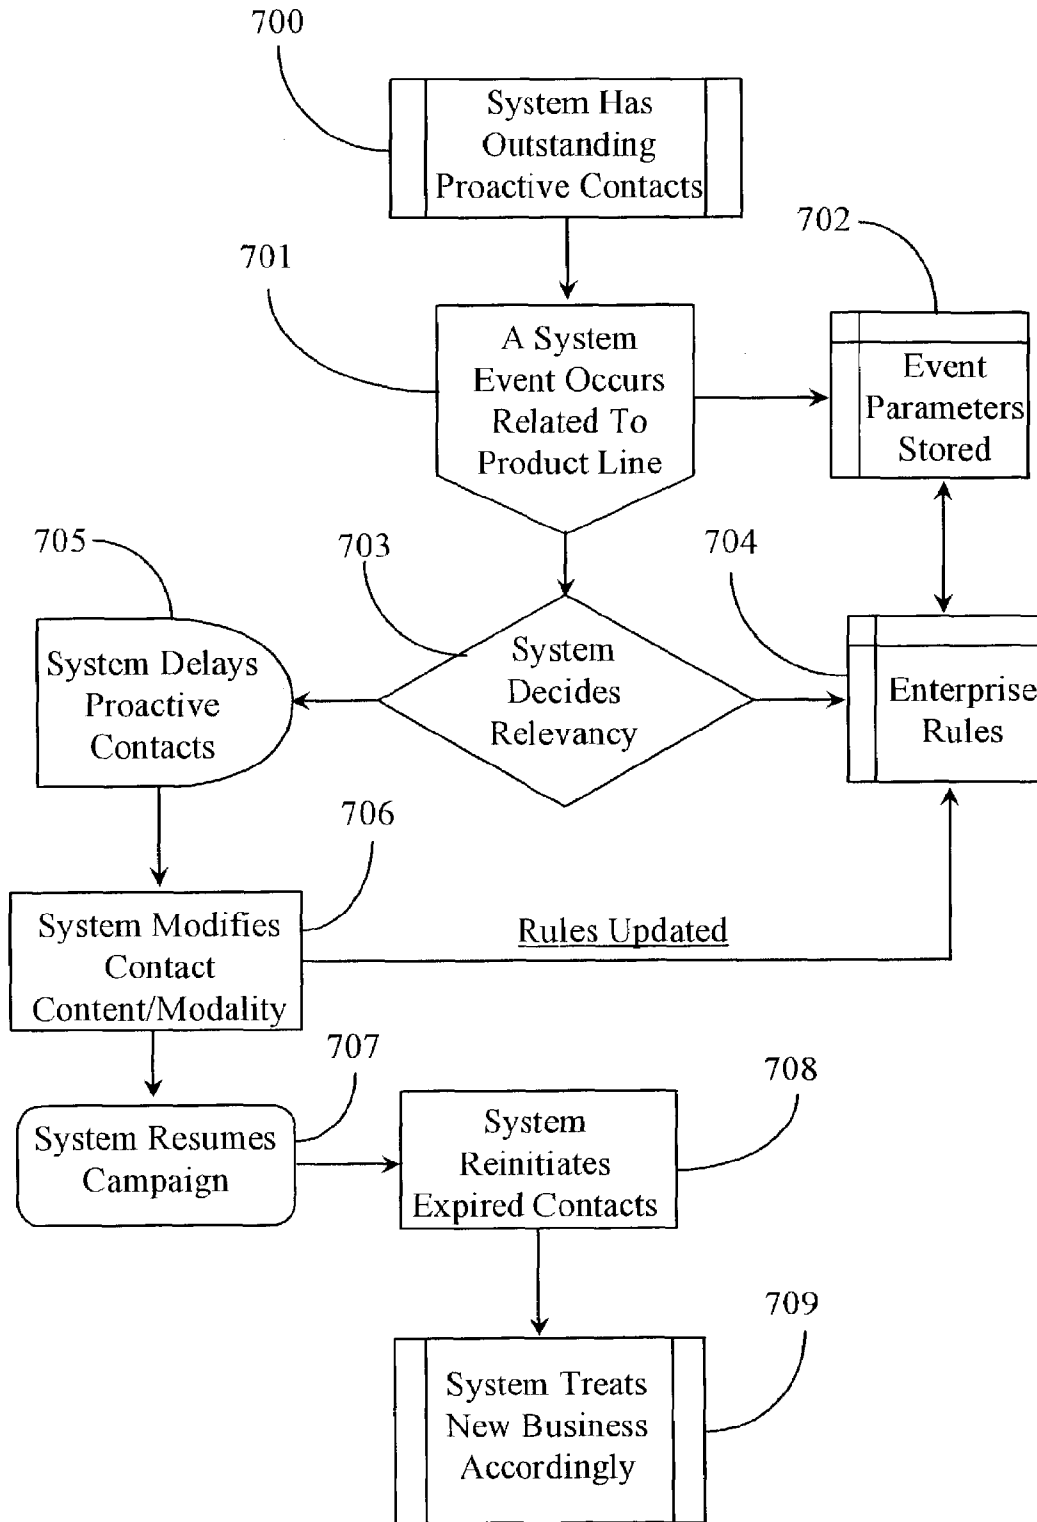 700
System Has
Outstanding
Proactive Contacts
701
A System
Event Occurs
Related To
Product Line
702
Event
Parameters
Stored
703
System
Decides
Relevancy
704
Enterprise
Rules
705
System Delays
Proactive
Contacts
706
System Modifies
Contact
Content/Modality
Rules Updated
707
System Resumes
Campaign
708
System
Reinitiates
Expired Contacts
709
System Treats
New Business
Accordingly